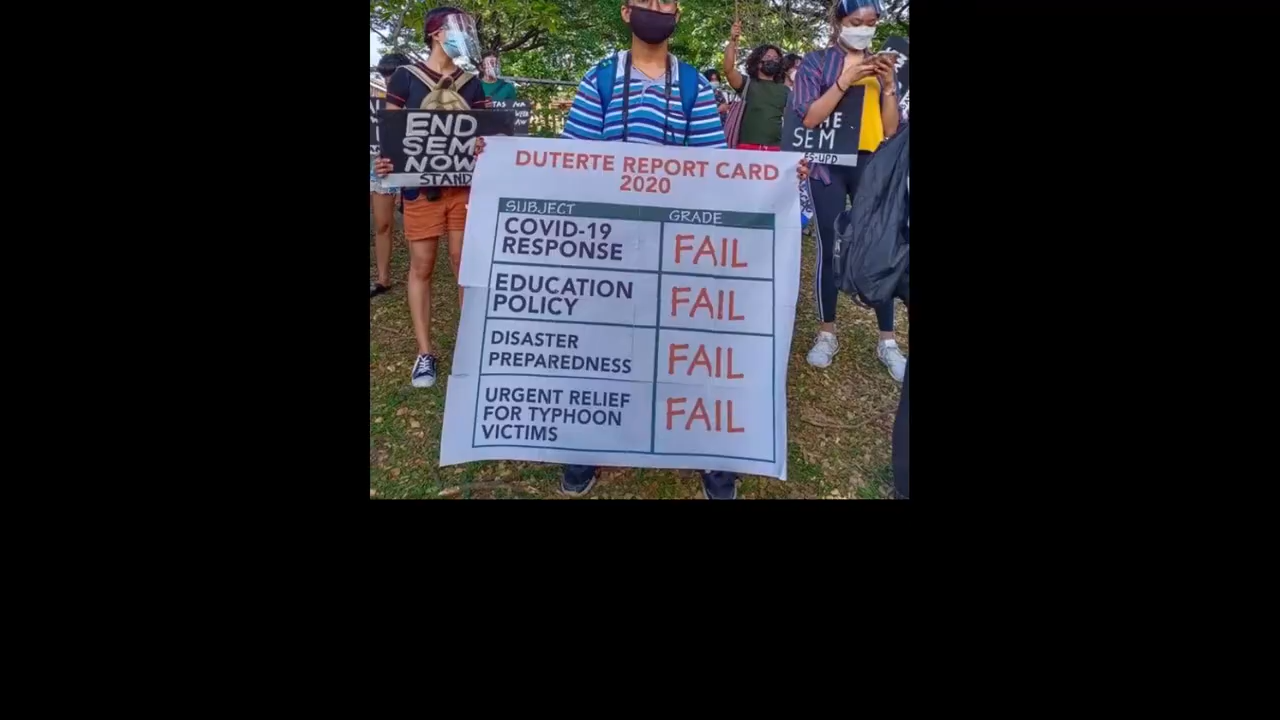 DUTERTE REPORT CARD
2020
SUBJECT GRADE
COVID-19
RESPONSE
FAIL
EDUCATION
POLICY
FAIL
DISASTER
PREPAREDNESS
FAIL
URGENT RELIEF
FOR TYPHOON
VICTIMS
FAIL
END
SEM
NOW
STAND
SEM